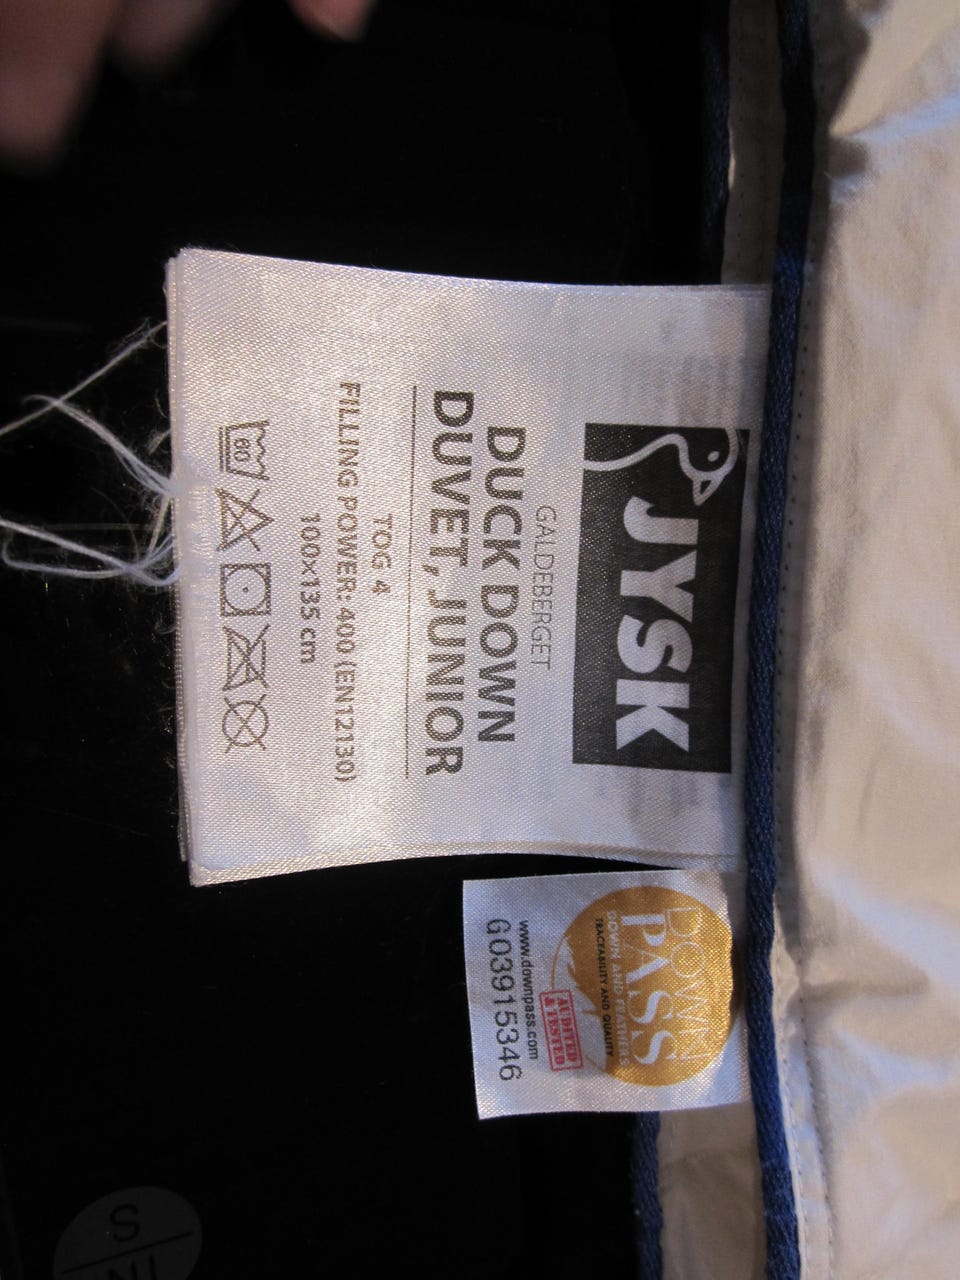 JYSK
GALDEBERGET
DUCK DOWN
DUVET, JUNIOR
TOG 4
FILLING POWER: 400 (EN12130)
100x135 cm
60
DOWN
PASS
DOWN AND FEATHERS
TRACEABILITY AND QUALITY
AUDITED
& TESTED
www.downpass.com
G03915346
S